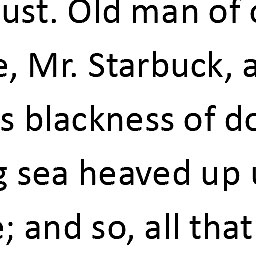 ust. Old man of
e, Mr. Starbuck, a
s blackness of do
g sea heaved up u
e; and so, all that